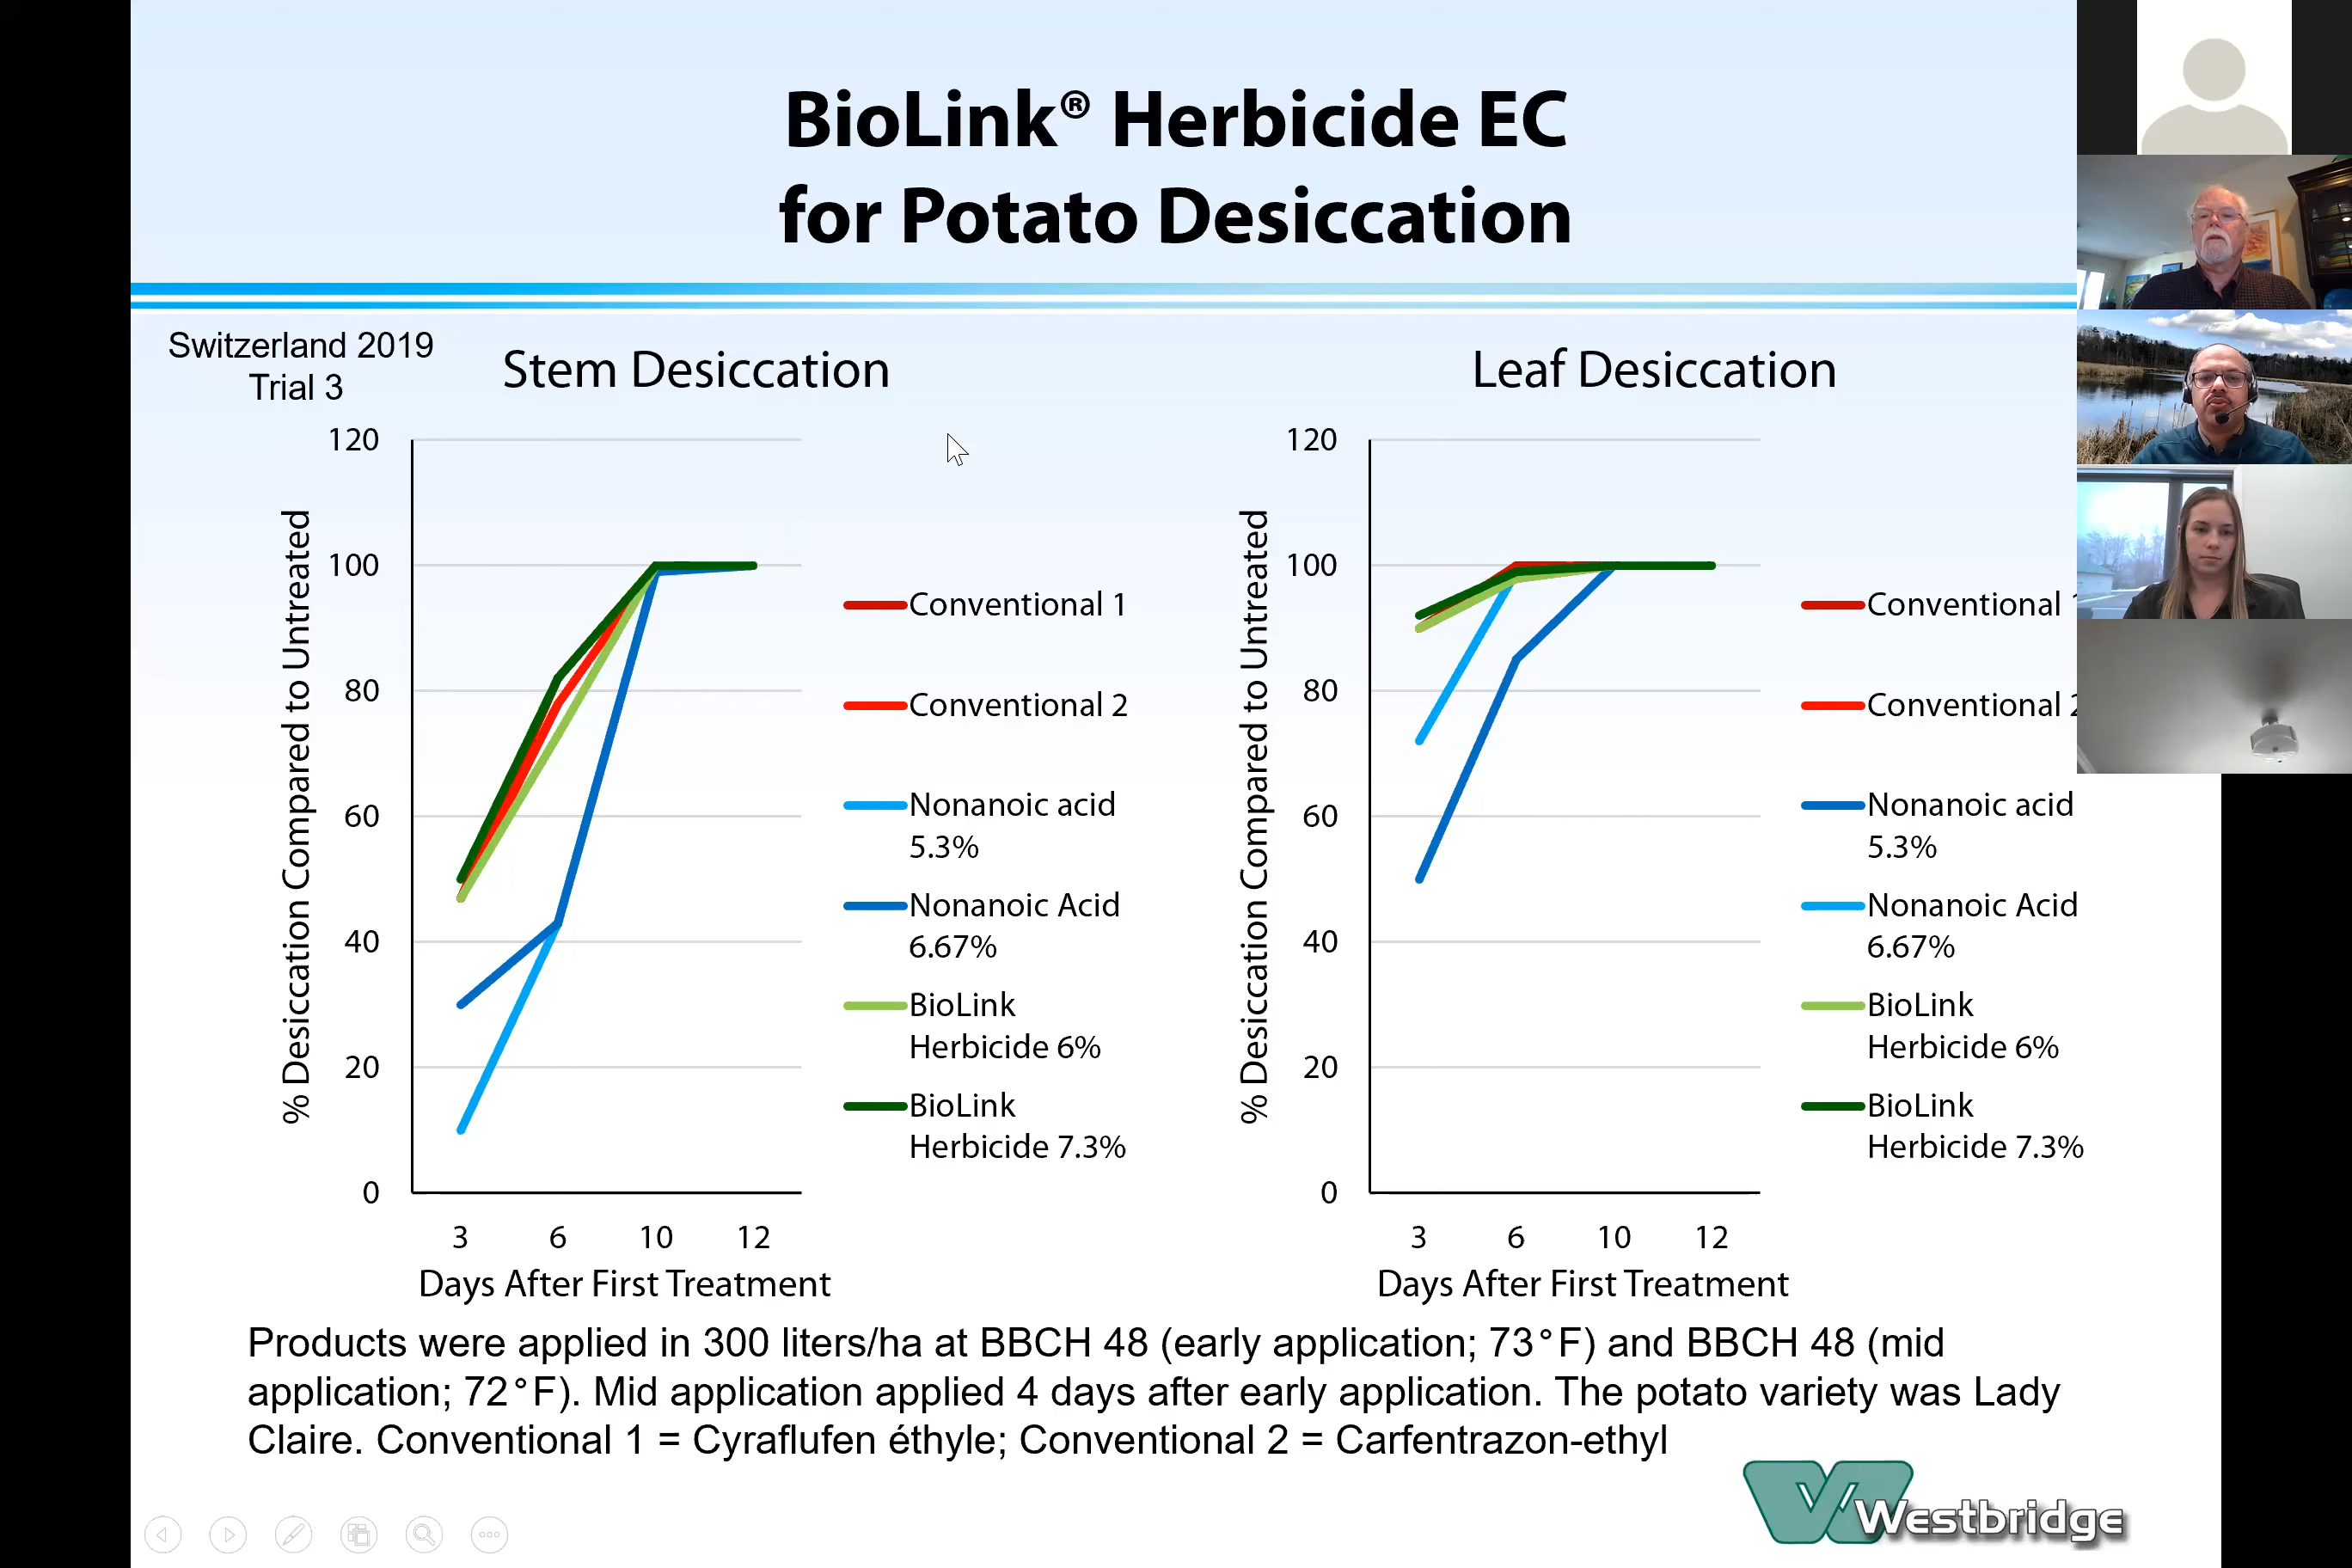 BioLink® Herbicide EC
for Potato Desiccation
Switzerland 2019
Trial 3
Stem Desiccation
% Desiccation Compared to Untreated
120
100
80
60
40
20
0
3 6 10 12
Days After First Treatment
Conventional 1
Conventional 2
Nonanoic acid
5.3%
Nonanoic Acid
6.67%
BioLink
Herbicide 6%
BioLink
Herbicide 7.3%
Leaf Desiccation
% Desiccation Compared to Untreated
120
100
80
60
40
20
0
3 6 10 12
Days After First Treatment
Conventional
Conventional
Nonanoic acid
5.3%
Nonanoic Acid
6.67%
BioLink
Herbicide 6%
BioLink
Herbicide 7.3%
Products were applied in 300 liters/ha at BBCH 48 (early application; 73°F) and BBCH 48 (mid
application; 72°F). Mid application applied 4 days after early application. The potato variety was Lady
Claire. Conventional 1 = Cyraflufen éthyle; Conventional 2 = Carfentrazon-ethyl
Westbridge